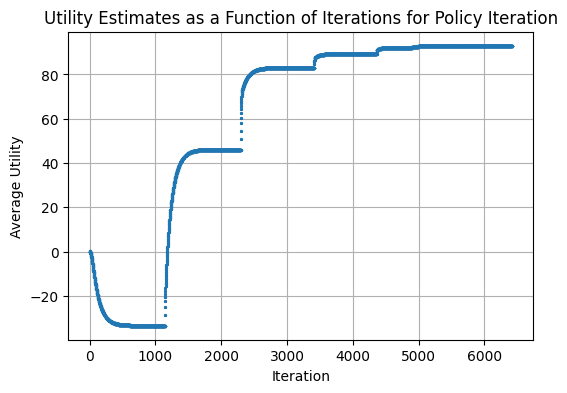 Utility Estimates as a Function of Iterations for Policy Iteration
Average Utility
80
60
40
20
0
−20
0 1000 2000 3000 4000 5000 6000
Iteration